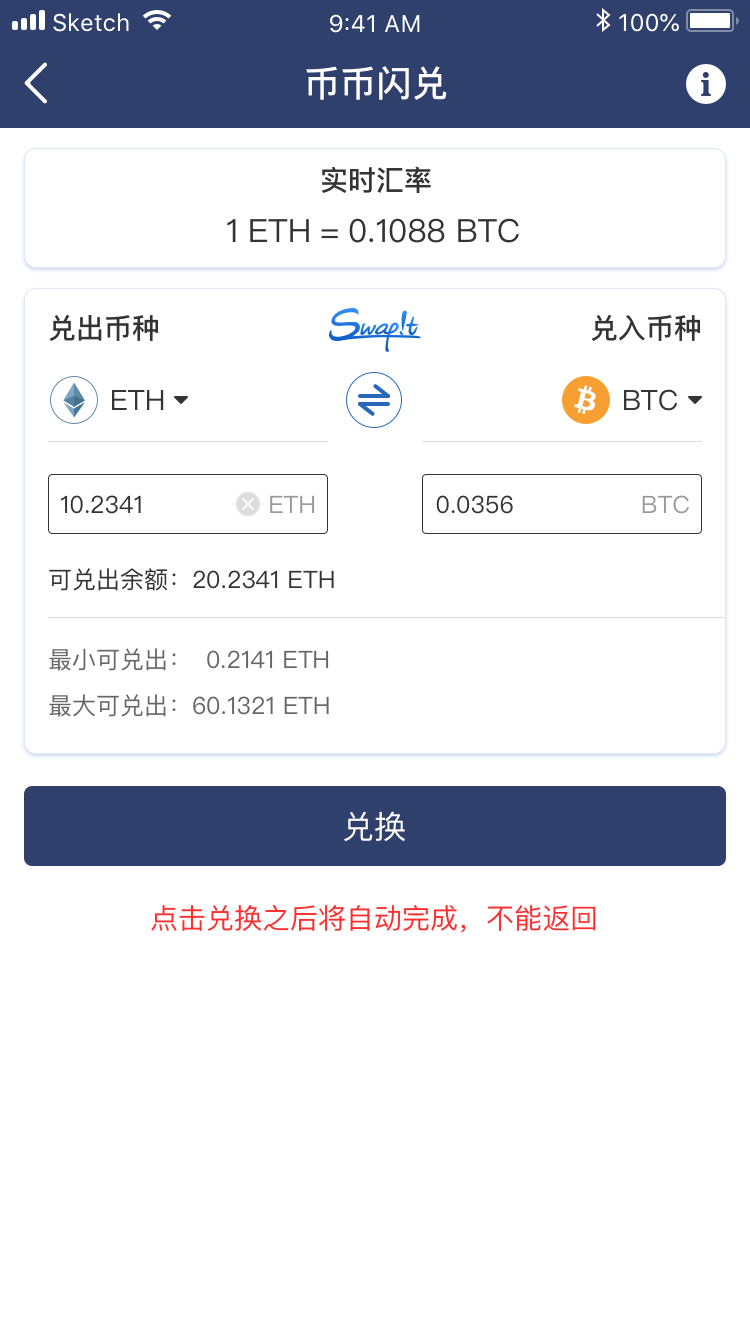 Sketch 9:41 AM 100%
币币闪兑
实时汇率
1 ETH = 0.1088 BTC
兑出币种 Swap!t 兑入币种
ETH BTC
10.2341 ETH 0.0356 BTC
可兑出余额：20.2341 ETH
最小可兑出： 0.2141 ETH
最大可兑出：60.1321 ETH
兑换
点击兑换之后将自动完成，不能返回